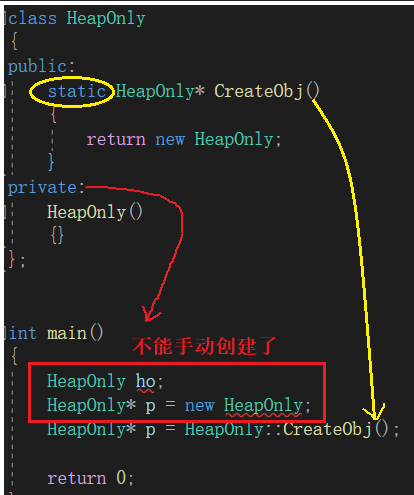 class HeapOnly
{
public:
static HeapOnly* CreateObj()
{
return new HeapOnly;
}
private:
HeapOnly()
{}
};
int main()
{
不能手动创建了
HeapOnly ho;
HeapOnly* p = new HeapOnly;
HeapOnly* p = HeapOnly::CreateObj();
return 0;